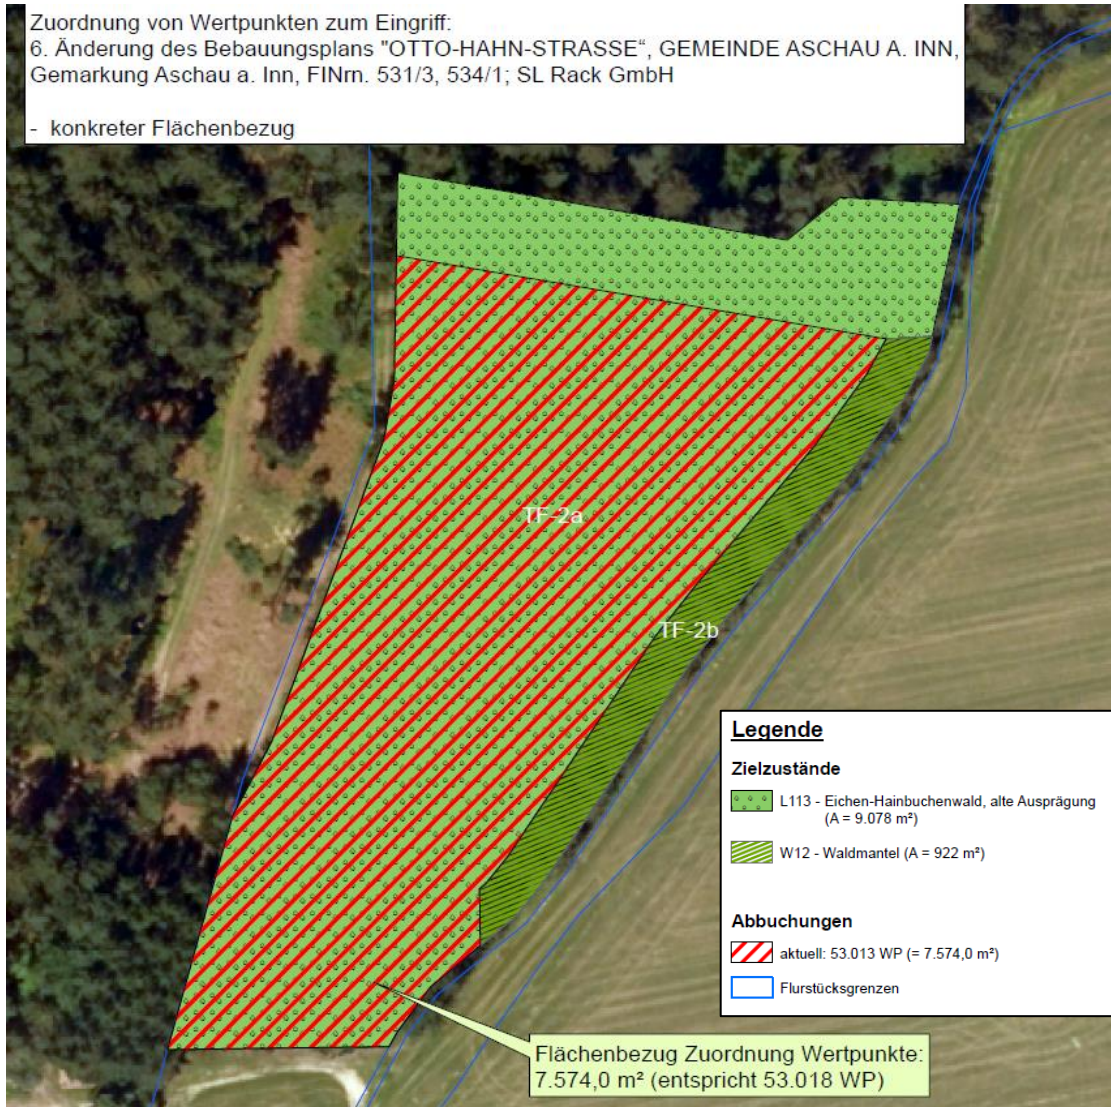 Zuordnung von Wertpunkten zum Eingriff:
6. Änderung des Bebauungsplans "OTTO-HAHN-STRASSE“, GEMEINDE ASCHAU A. INN,
Gemarkung Aschau a. Inn, FlNrn. 531/3, 534/1; SL Rack GmbH
- konkreter Flächenbezug
TF-2a
TF-2b
Legende
Zielzustände
L113 - Eichen-Hainbuchenwald, alte Ausprägung
(A = 9.078 m²)
W12 - Waldmantel (A = 922 m²)
Abbuchungen
aktuell: 53.013 WP (= 7.574,0 m²)
Flurstücksgrenzen
Flächenbezug Zuordnung Wertpunkte:
7.574,0 m² (entspricht 53.018 WP)